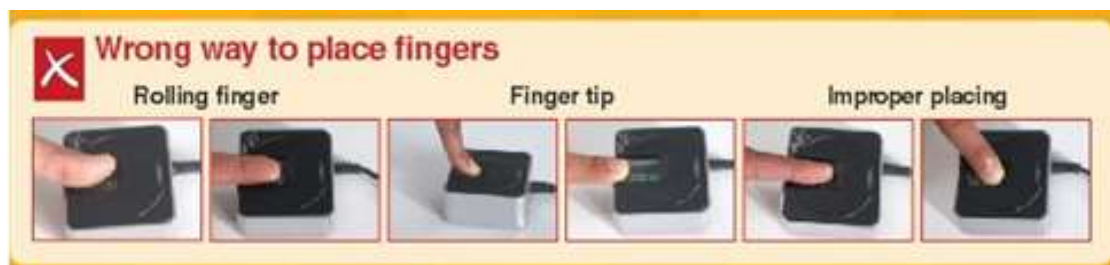 Wrong way to place fingers
Rolling finger
Finger tip
Improper placing